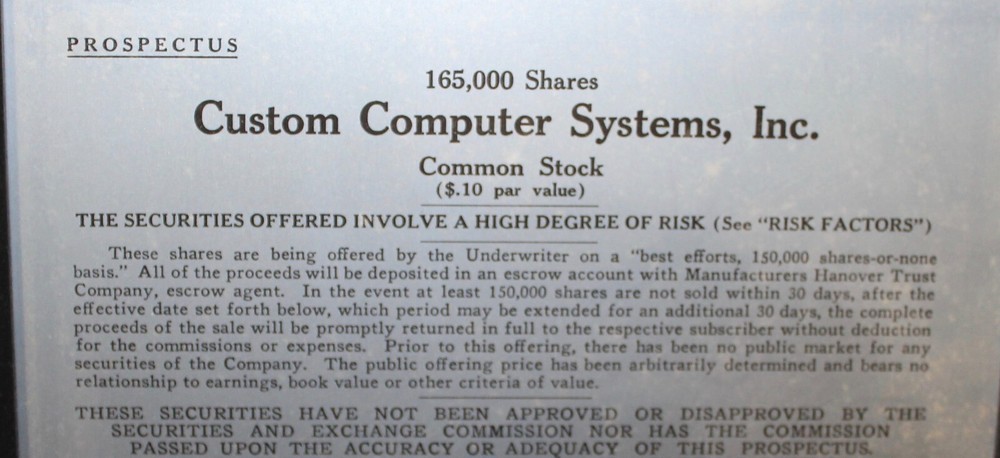 PROSPECTUS
165,000 Shares
Custom Computer Systems, Inc.
Common Stock
($.10 par value)
THE SECURITIES OFFERED INVOLVE A HIGH DEGREE OF RISK (See “RISK FACTORS”)
These shares are being offered by the Underwriter on a “best efforts, 150,000 shares-or-none
basis.” All of the proceeds will be deposited in an escrow account with Manufacturers Hanover Trust
Company, escrow agent. In the event at least 150,000 shares are not sold within 30 days, after the
effective date set forth below, which period may be extended for an additional 30 days, the complete
proceeds of the sale will be promptly returned in full to the respective subscriber without deduction
for the commissions or expenses. Prior to this offering, there has been no public market for any
securities of the Company. The public offering price has been arbitrarily determined and bears no
relationship to earnings, book value or other criteria of value.
THESE SECURITIES HAVE NOT BEEN APPROVED OR DISAPPROVED BY THE
SECURITIES AND EXCHANGE COMMISSION NOR HAS THE COMMISSION
PASSED UPON THE ACCURACY OR ADEQUACY OF THIS PROSPECTUS.